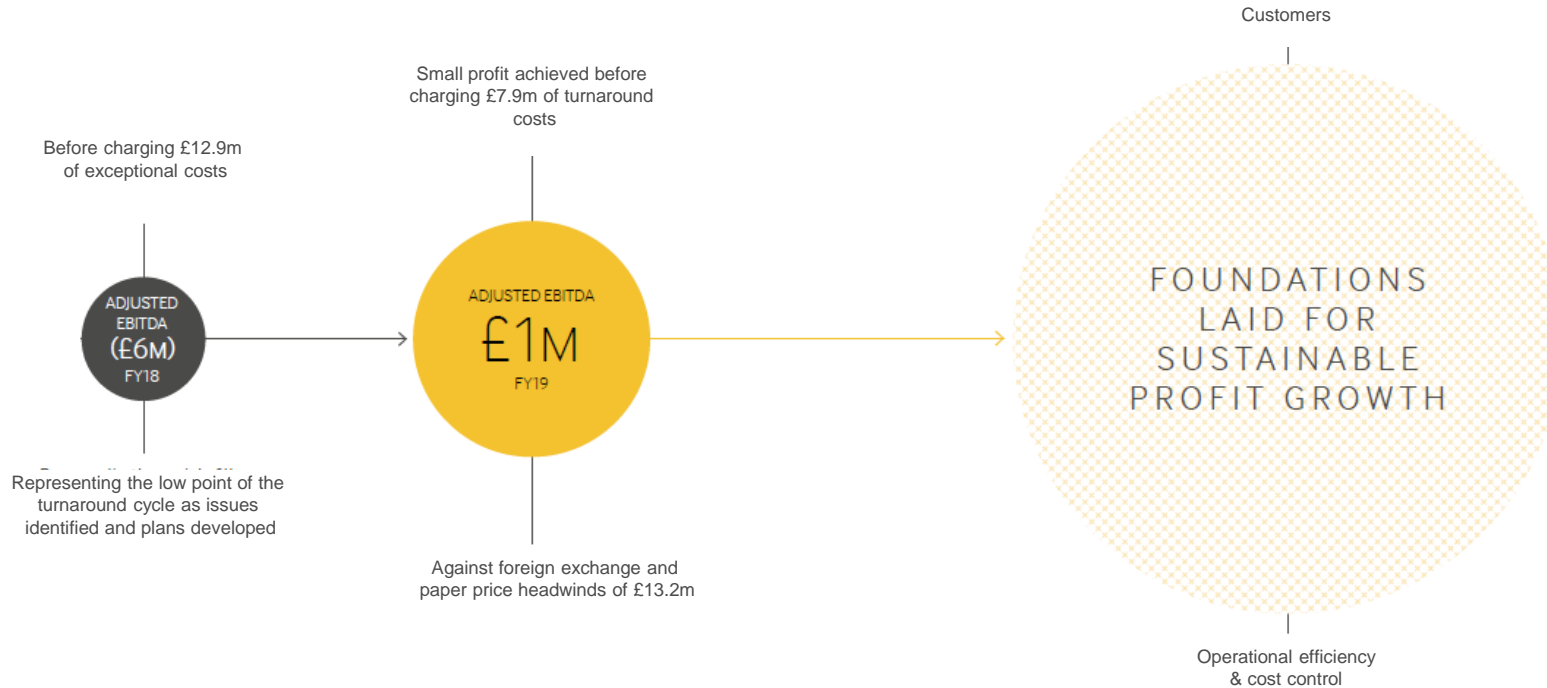 Before charging £12.9m
of exceptional costs
ADJUSTED
EBITDA
(£6M)
FY18
Representing the low point of the
turnaround cycle as issues
identified and plans developed
Small profit achieved before
charging £7.9m of turnaround
costs
ADJUSTED EBITDA
£1M
FY19
Against foreign exchange and
paper price headwinds of £13.2m
Customers
FOUNDATIONS
LAID FOR
SUSTAINABLE
PROFIT GROWTH
Operational efficiency
& cost control